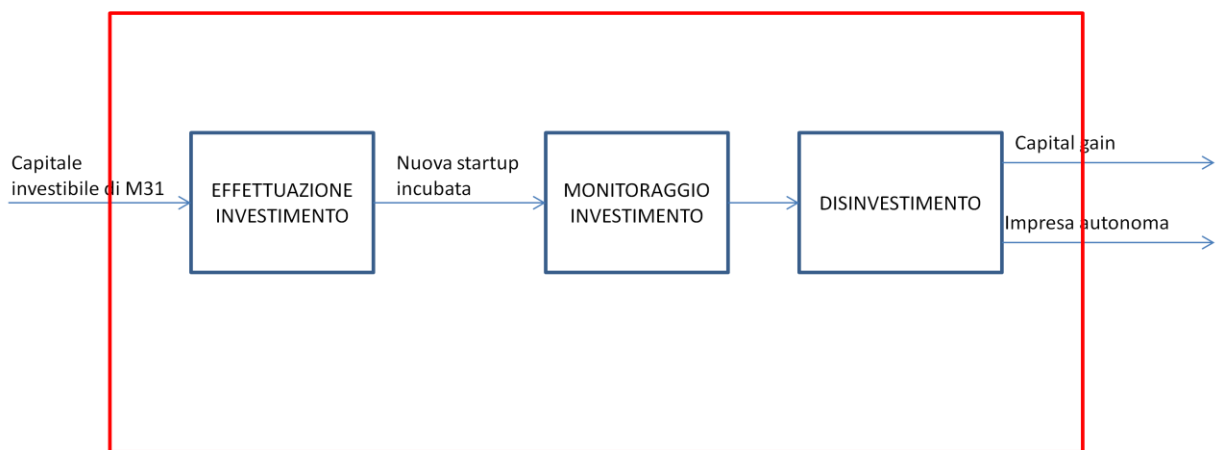 Capitale
investibile di M31
EFFETTUAZIONE
INVESTIMENTO
Nuova startup
incubata
MONITORAGGIO
INVESTIMENTO
DISINVESTIMENTO
Capital gain
Impresa autonoma